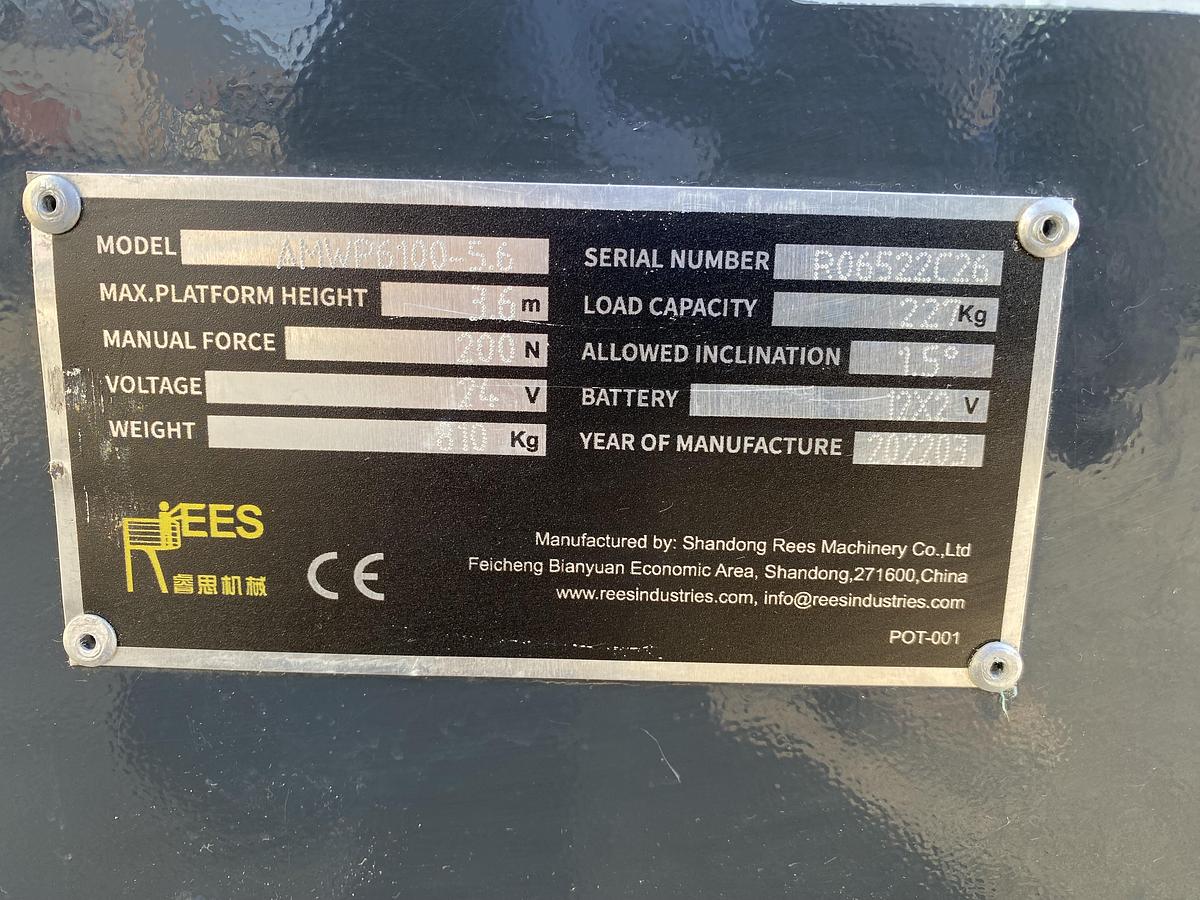 MODEL AMWP6100-5.6
MAX.PLATFORM HEIGHT 3.6 m
MANUAL FORCE 200 N
VOLTAGE 24 V
WEIGHT 810 Kg
SERIAL NUMBER R06522C26
LOAD CAPACITY 227 Kg
ALLOWED INCLINATION 1.5°
BATTERY 12X2 V
YEAR OF MANUFACTURE 202203
REES
睿思机械
CE
Manufactured by: Shandong Rees Machinery Co.,Ltd
Feicheng Bianyuan Economic Area, Shandong,271600,China
www.reesindustries.com, info@reesindustries.com
POT-001